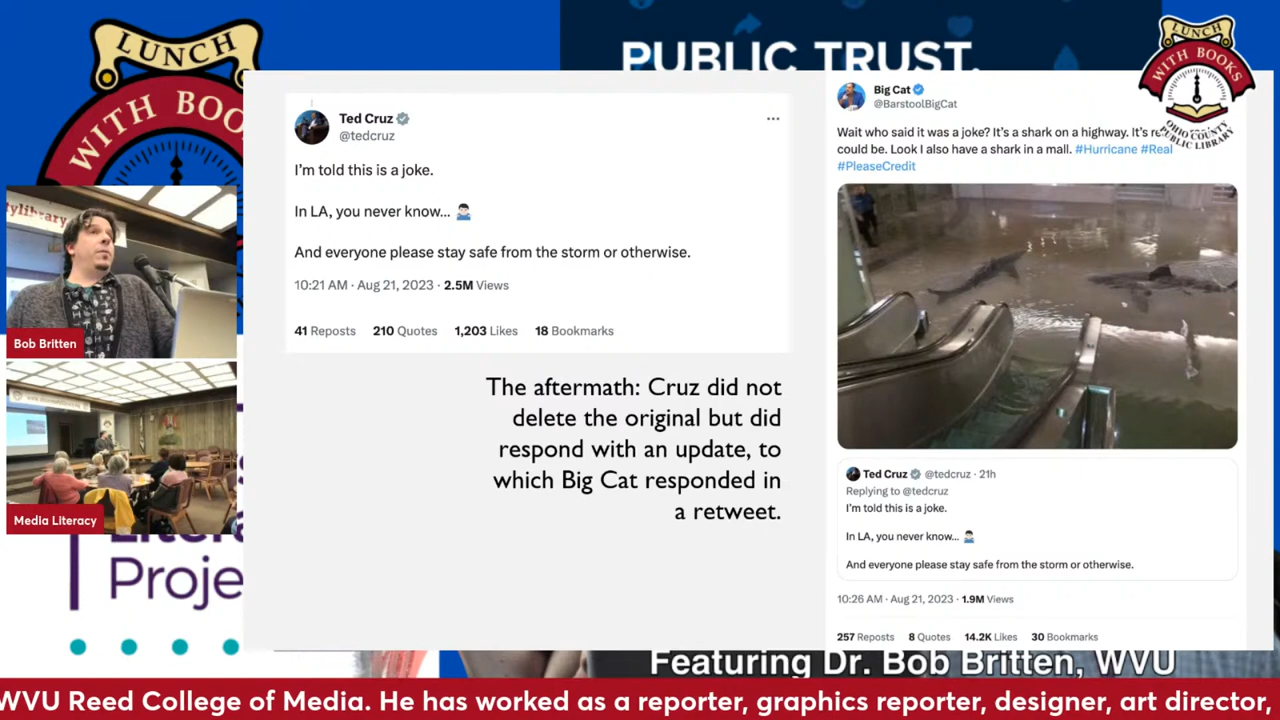 LUNCH
WITH BOO
PUBLIC TRUST.
LUNCH
WITH BOOKS
OHIO COUNTY
PUBLIC LIBRARY
Ted Cruz
@tedcruz
I'm told this is a joke.
In LA, you never know...
And everyone please stay safe from the storm or otherwise.
10:21 AM · Aug 21, 2023 · 2.5M Views
41 Reposts 210 Quotes 1,203 Likes 18 Bookmarks
The aftermath: Cruz did not
delete the original but did
respond with an update, to
which Big Cat responded in
a retweet.
Big Cat
@BarstoolBigCat
Wait who said it was a joke? It's a shark on a highway. It's re
could be. Look I also have a shark in a mall. #Hurricane #Real
#PleaseCredit
Ted Cruz @tedcruz · 21h
Replying to @tedcruz
I'm told this is a joke.
In LA, you never know...
And everyone please stay safe from the storm or otherwise.
10:26 AM · Aug 21, 2023 · 1.9M Views
257 Reposts 8 Quotes 14.2K Likes 30 Bookmarks
tylibrary
Bob Britten
Media Literacy
Litera
Proje
Featuring Dr. Bob Britten, WVU
WVU Reed College of Media. He has worked as a reporter, graphics reporter, designer, art director,